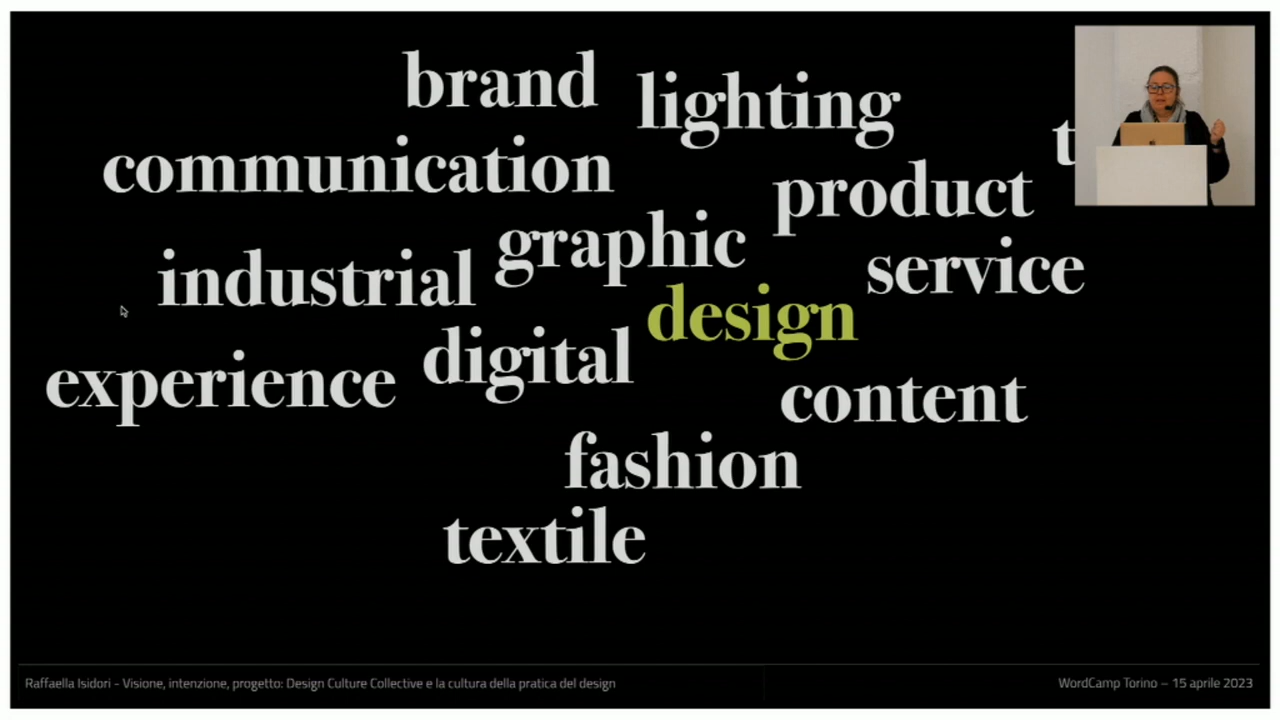 brand
lighting
communication
product
graphic
industrial
service
design
digital
experience
content
fashion
textile
Raffaella Isidori - Visione, intenzione, progetto: Design Culture Collective e la cultura della pratica del design
WordCamp Torino – 15 aprile 2023